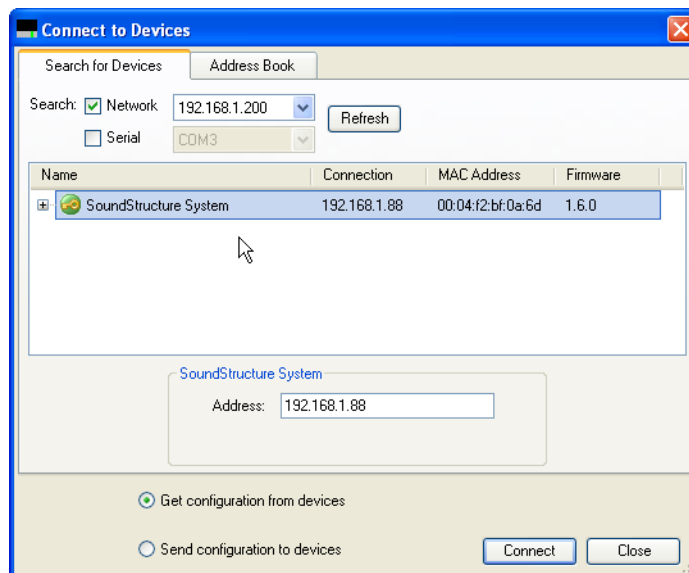 Connect to Devices
Search for Devices Address Book
Search: Network 192.168.1.200 Refresh
Serial COM3
Name Connection MAC Address Firmware
SoundStructure System 192.168.1.88 00:04:f2:bf:0a:6d 1.6.0
SoundStructure System
Address: 192.168.1.88
Get configuration from devices
Send configuration to devices Connect Close